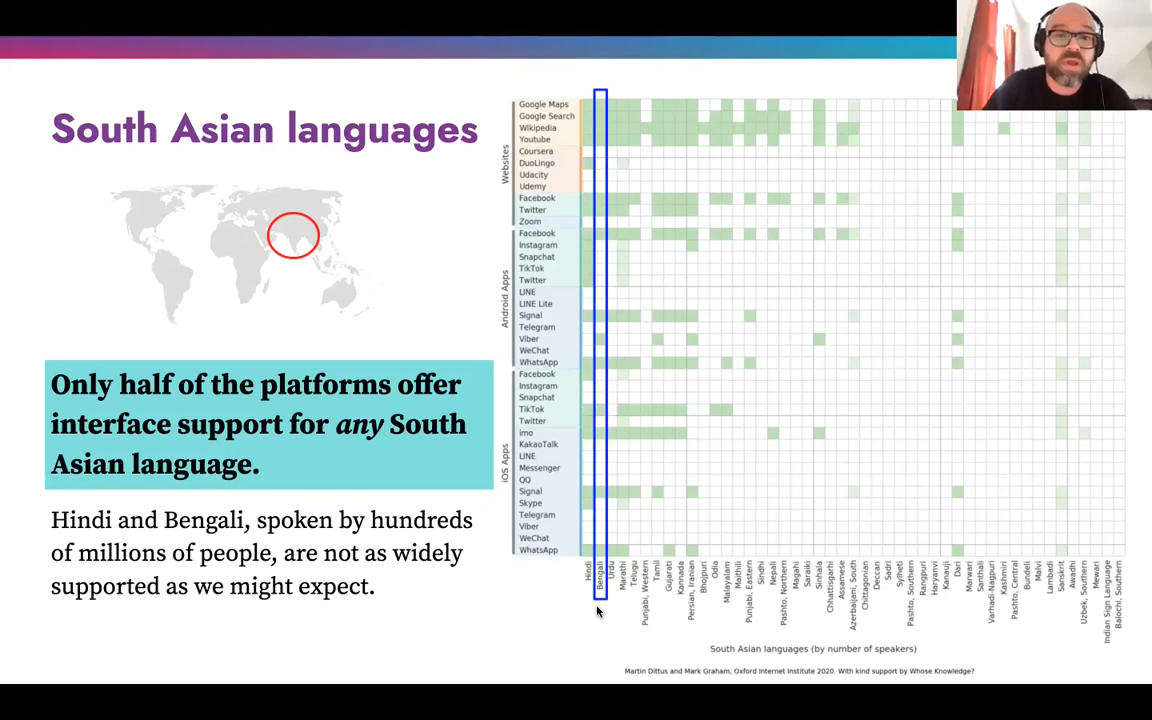 South Asian languages
Only half of the platforms offer
interface support for any South
Asian language.
Hindi and Bengali, spoken by hundreds
of millions of people, are not as widely
supported as we might expect.
Websites
Google Maps
Google Search
Wikipedia
Youtube
Coursera
DuoLingo
Udacity
Udemy
Facebook
Twitter
Zoom
Android Apps
Facebook
Instagram
Snapchat
TikTok
Twitter
LINE
LINE Lite
Signal
Telegram
Viber
WeChat
WhatsApp
iOS Apps
Facebook
Instagram
Snapchat
TikTok
Twitter
imo
KakaoTalk
LINE
Messenger
QQ
Signal
Skype
Telegram
Viber
WeChat
WhatsApp
Hindi
Bengali
Urdu
Marathi
Telugu
Punjabi, Western
Tamil
Gujarati
Kannada
Persian, Iranian
Bhojpuri
Odia
Malayalam
Maithili
Punjabi, Eastern
Sindhi
Nepali
Pashto, Northern
Magahi
Saraiki
Sinhala
Chhattisgarhi
Assamese
Azerbaijani, South
Chittagonian
Deccan
Sadri
Sylheti
Pashto, Southern
Rangpuri
Haryanvi
Kanauji
Dari
Marwari
Santali
Varhadi-Nagpuri
Kashmiri
Pashto, Central
Bundeli
Malvi
Lambadi
Sanskrit
Awadhi
Uzbek, Southern
Mewari
Indian Sign Language
Balochi, Southern
South Asian languages (by number of speakers)
Martin Dittus and Mark Graham, Oxford Internet Institute 2020. With kind support by Whose Knowledge?